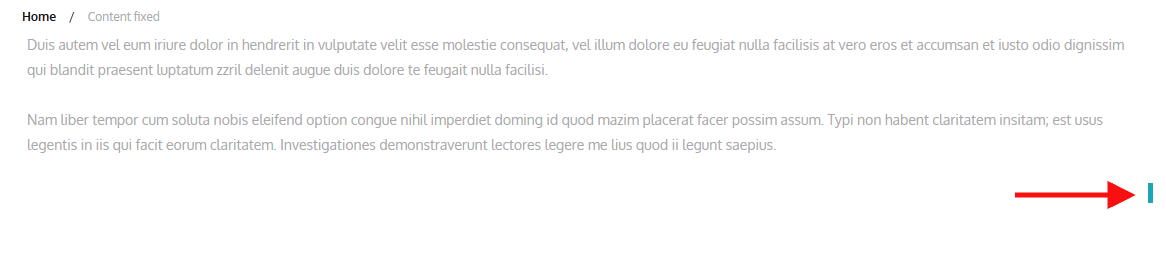 Home / Content fixed
Duis autem vel eum iriure dolor in hendrerit in vulputate velit esse molestie consequat, vel illum dolore eu feugiat nulla facilisis at vero eros et accumsan et iusto odio dignissim
qui blandit praesent luptatum zzril delenit augue duis dolore te feugait nulla facilisi.
Nam liber tempor cum soluta nobis eleifend option congue nihil imperdiet doming id quod mazim placerat facer possim assum. Typi non habent claritatem insitam; est usus
legentis in iis qui facit eorum claritatem. Investigationes demonstraverunt lectores legere me lius quod ii legunt saepius.